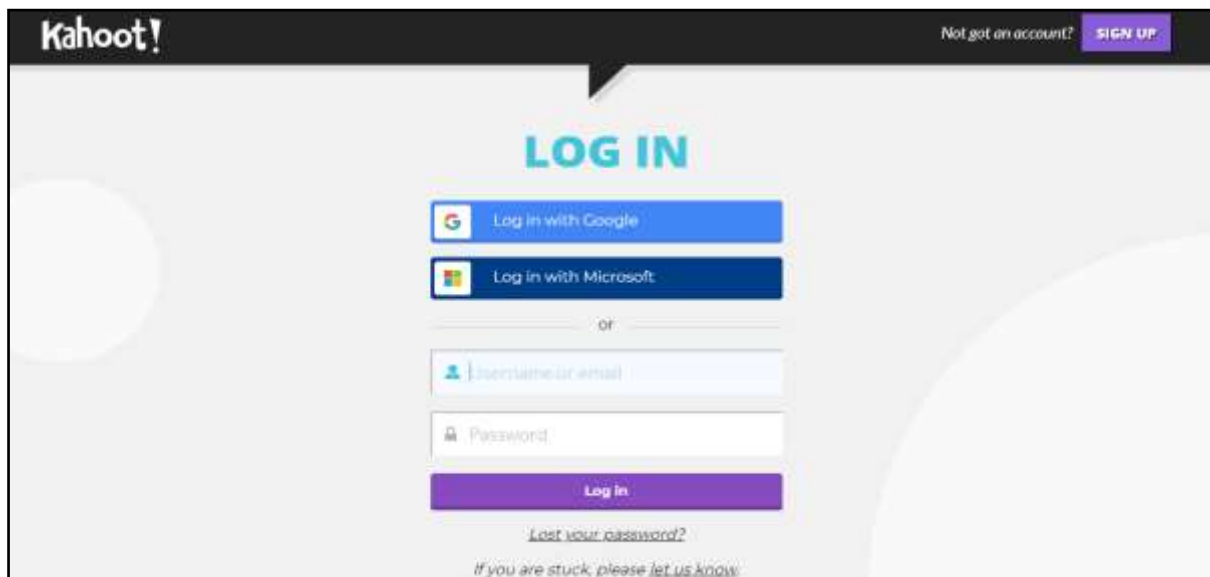 Kahoot!
Not got an account? SIGN UP
LOG IN
Log in with Google
Log in with Microsoft
or
Username or email
Password
Log in
Lost your password?
If you are stuck, please let us know.